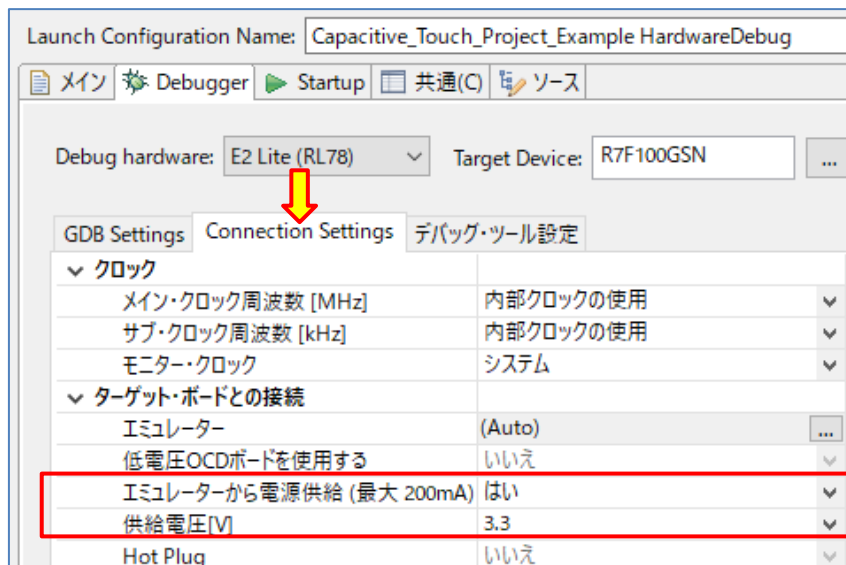 Launch Configuration Name: Capacitive_Touch_Project_Example HardwareDebug
メイン Debugger Startup 共通(C) ソース
Debug hardware: E2 Lite (RL78) Target Device: R7F100GSN ...
GDB Settings Connection Settings デバッグ・ツール設定
クロック
メイン・クロック周波数 [MHz] 内部クロックの使用
サブ・クロック周波数 [kHz] 内部クロックの使用
モニター・クロック システム
ターゲット・ボードとの接続
エミュレーター (Auto) ...
低電圧OCDボードを使用する いいえ
エミュレーターから電源供給 (最大 200mA) はい
供給電圧[V] 3.3
Hot Plug いいえ